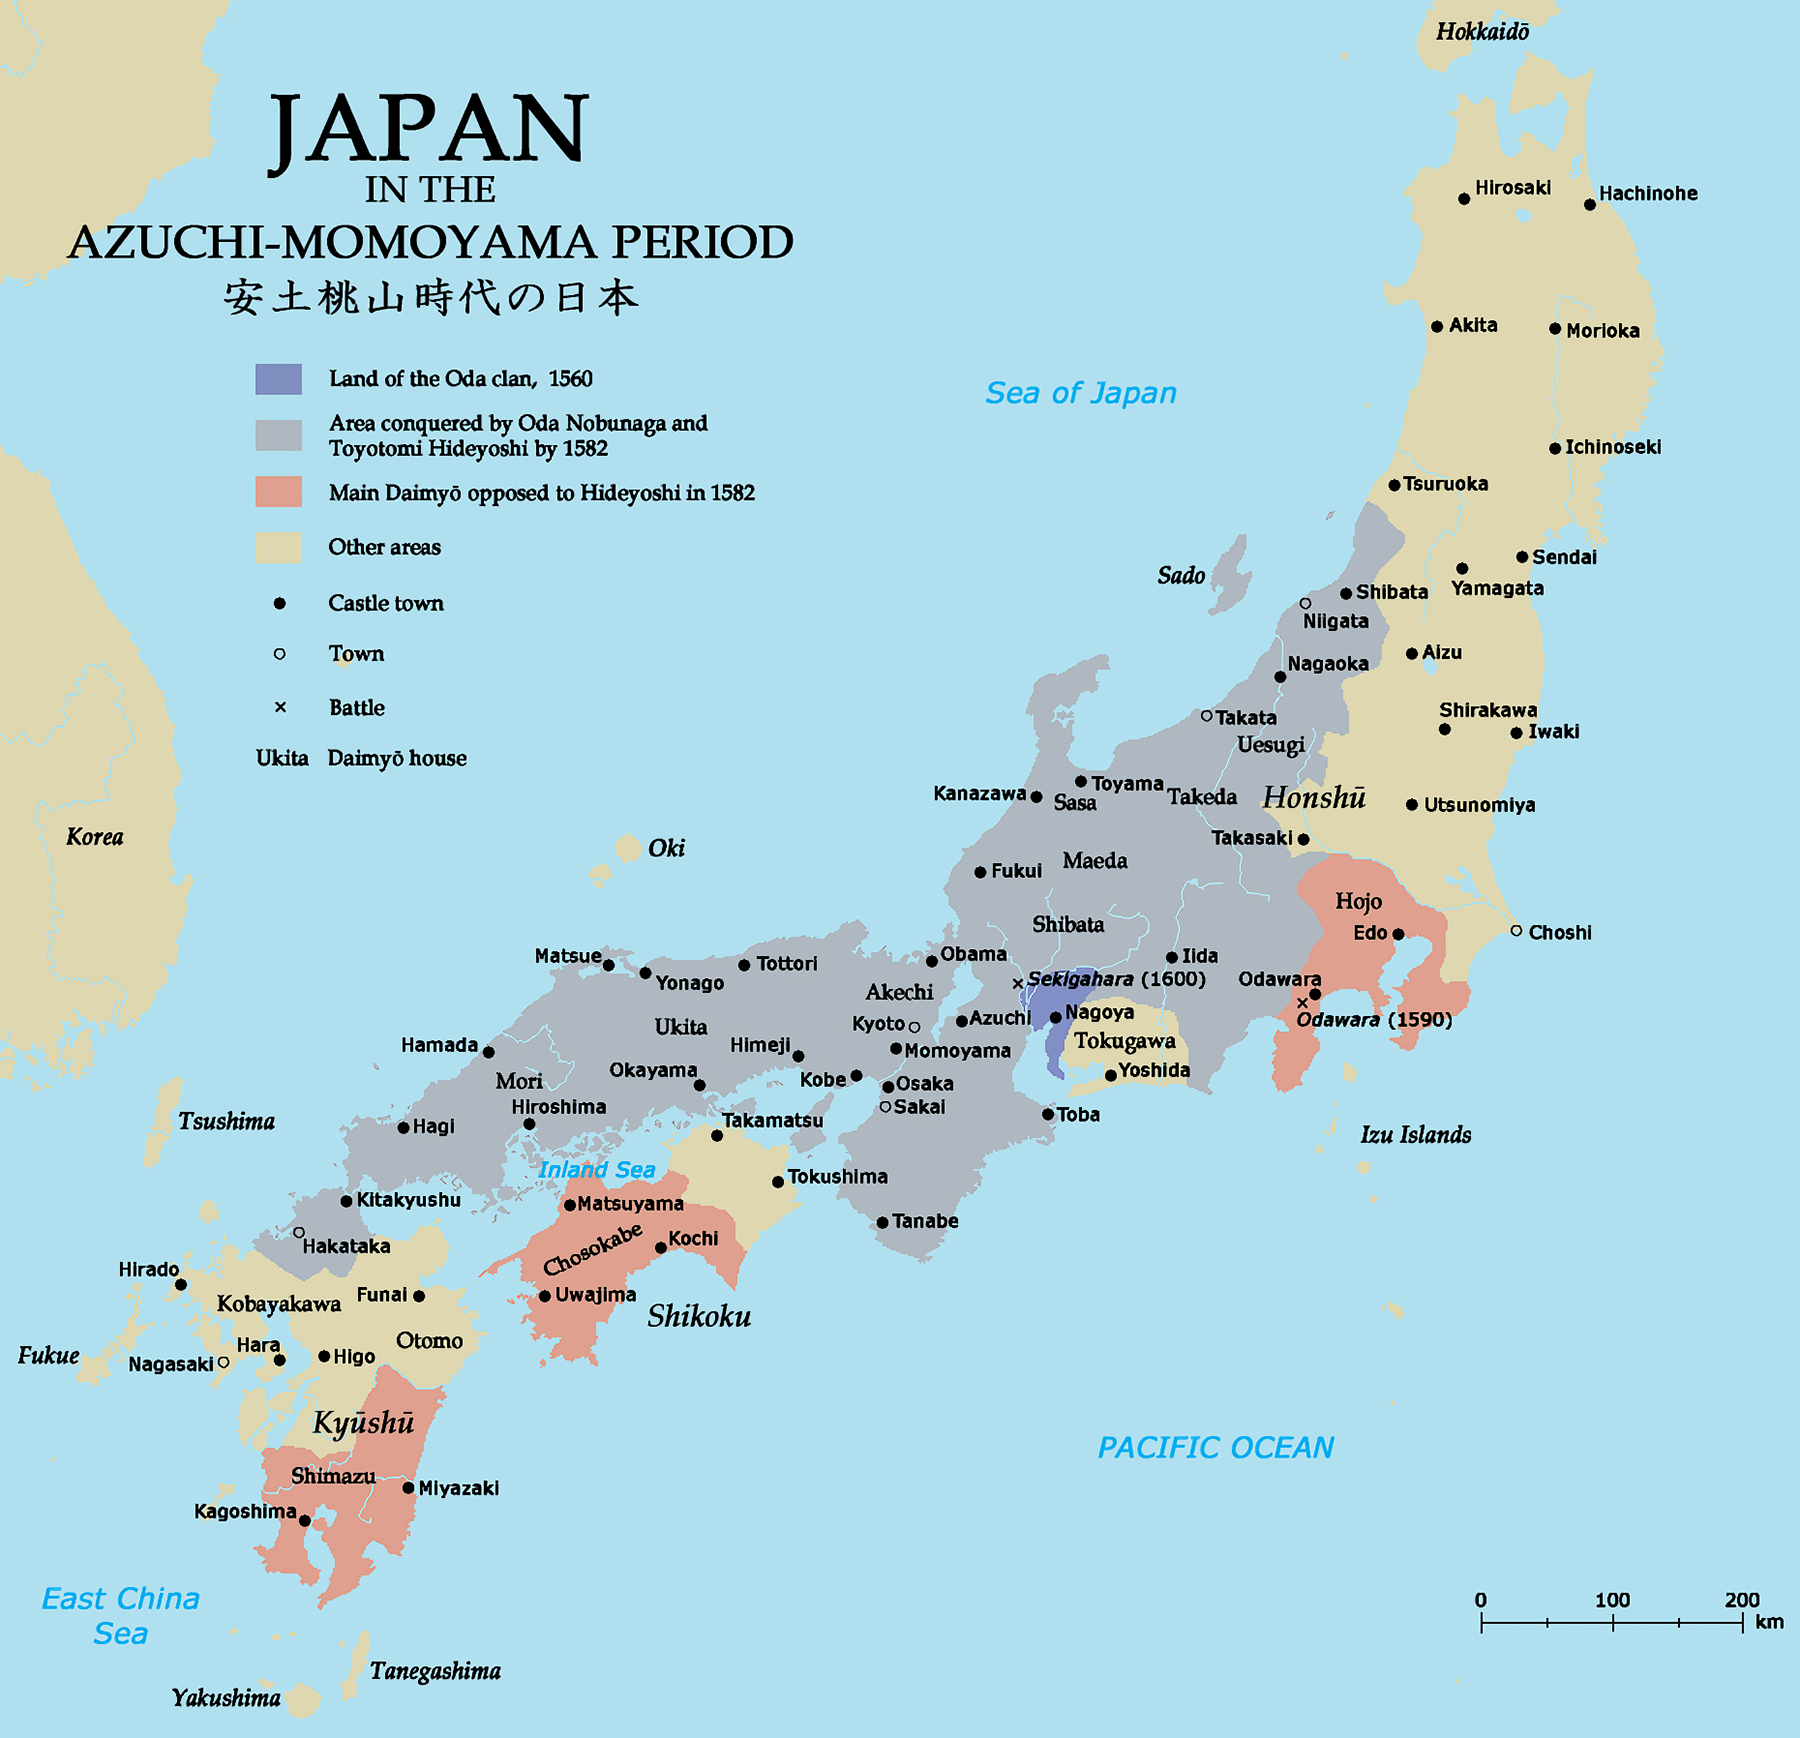 JAPAN
IN THE
AZUCHI-MOMOYAMA PERIOD
安土桃山時代の日本
Land of the Oda clan, 1560
Area conquered by Oda Nobunaga and
Toyotomi Hideyoshi by 1582
Main Daimyō opposed to Hideyoshi in 1582
Other areas
Castle town
Town
Battle
Ukita Daimyō house
Hokkaidō
Hirosaki
Hachinohe
Akita
Morioka
Sea of Japan
Ichinoseki
Tsuruoka
Sendai
Sado
Yamagata
Shibata
Niigata
Aizu
Nagaoka
Shirakawa
Takata
Iwaki
Uesugi
Toyama
Kanazawa
Sasa
Takeda
Honshū
Utsunomiya
Korea
Takasaki
Oki
Maeda
Fukui
Hojo
Shibata
Edo
Choshi
Matsue
Obama
Iida
Tottori
Yonago
Sekigahara (1600)
Odawara
Akechi
Nagoya
Azuchi
Odawara (1590)
Kyoto
Ukita
Tokugawa
Hamada
Himeji
Momoyama
Okayama
Yoshida
Mori
Kobe
Osaka
Hiroshima
Sakai
Toba
Tsushima
Takamatsu
Hagi
Izu Islands
Inland Sea
Tokushima
Kitakyushu
Matsuyama
Tanabe
Chosokabe
Kochi
Hakataka
Hirado
Funai
Uwajima
Kobayakawa
Shikoku
Otomo
Hara
Fukue
Nagasaki
Higo
Kyūshū
PACIFIC OCEAN
Shimazu
Miyazaki
Kagoshima
East China
Sea
0 100 200
km
Tanegashima
Yakushima